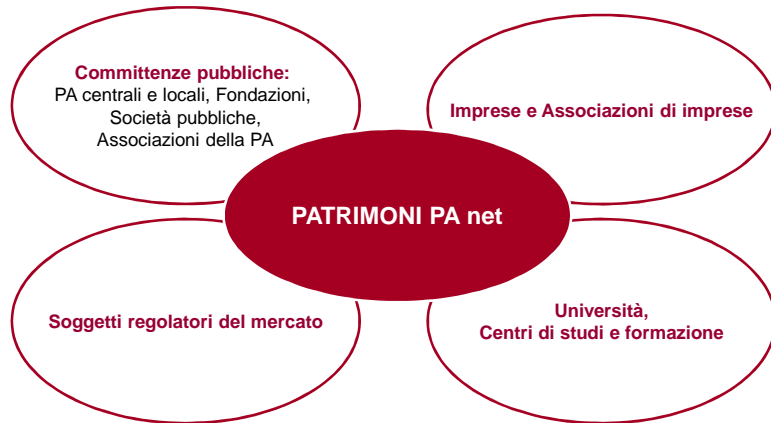 Committenze pubbliche:
PA centrali e locali, Fondazioni,
Società pubbliche,
Associazioni della PA
Imprese e Associazioni di imprese
PATRIMONI PA net
Soggetti regolatori del mercato
Università,
Centri di studi e formazione